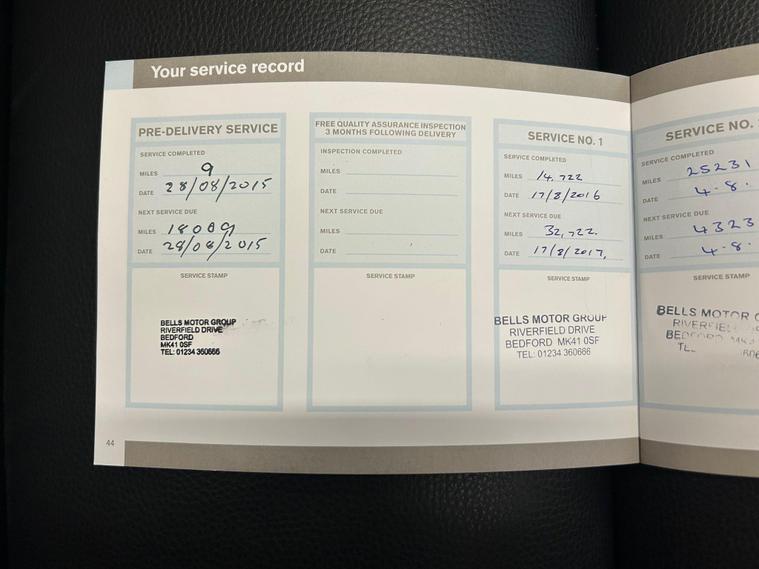 Your service record
PRE-DELIVERY SERVICE
SERVICE COMPLETED
MILES 9
DATE 28/08/2015
NEXT SERVICE DUE
MILES 18009
DATE 28/08/2015
SERVICE STAMP
BELLS MOTOR GROUP
RIVERFIELD DRIVE
BEDFORD
MK41 0SF
TEL: 01234 360666
FREE QUALITY ASSURANCE INSPECTION
3 MONTHS FOLLOWING DELIVERY
INSPECTION COMPLETED
MILES
DATE
NEXT SERVICE DUE
MILES
DATE
SERVICE STAMP
SERVICE NO. 1
SERVICE COMPLETED
MILES 14,722
DATE 17/8/2016
NEXT SERVICE DUE
MILES 32,722.
DATE 17/8/2017,
SERVICE STAMP
BELLS MOTOR GROUP
RIVERFIELD DRIVE
BEDFORD MK41 0SF
TEL: 01234 360666
SERVICE NO.
SERVICE COMPLETED
MILES 25231
DATE 4.8.
NEXT SERVICE DUE
MILES 4323
DATE 4.8.
SERVICE STAMP
BELLS MOTOR
44